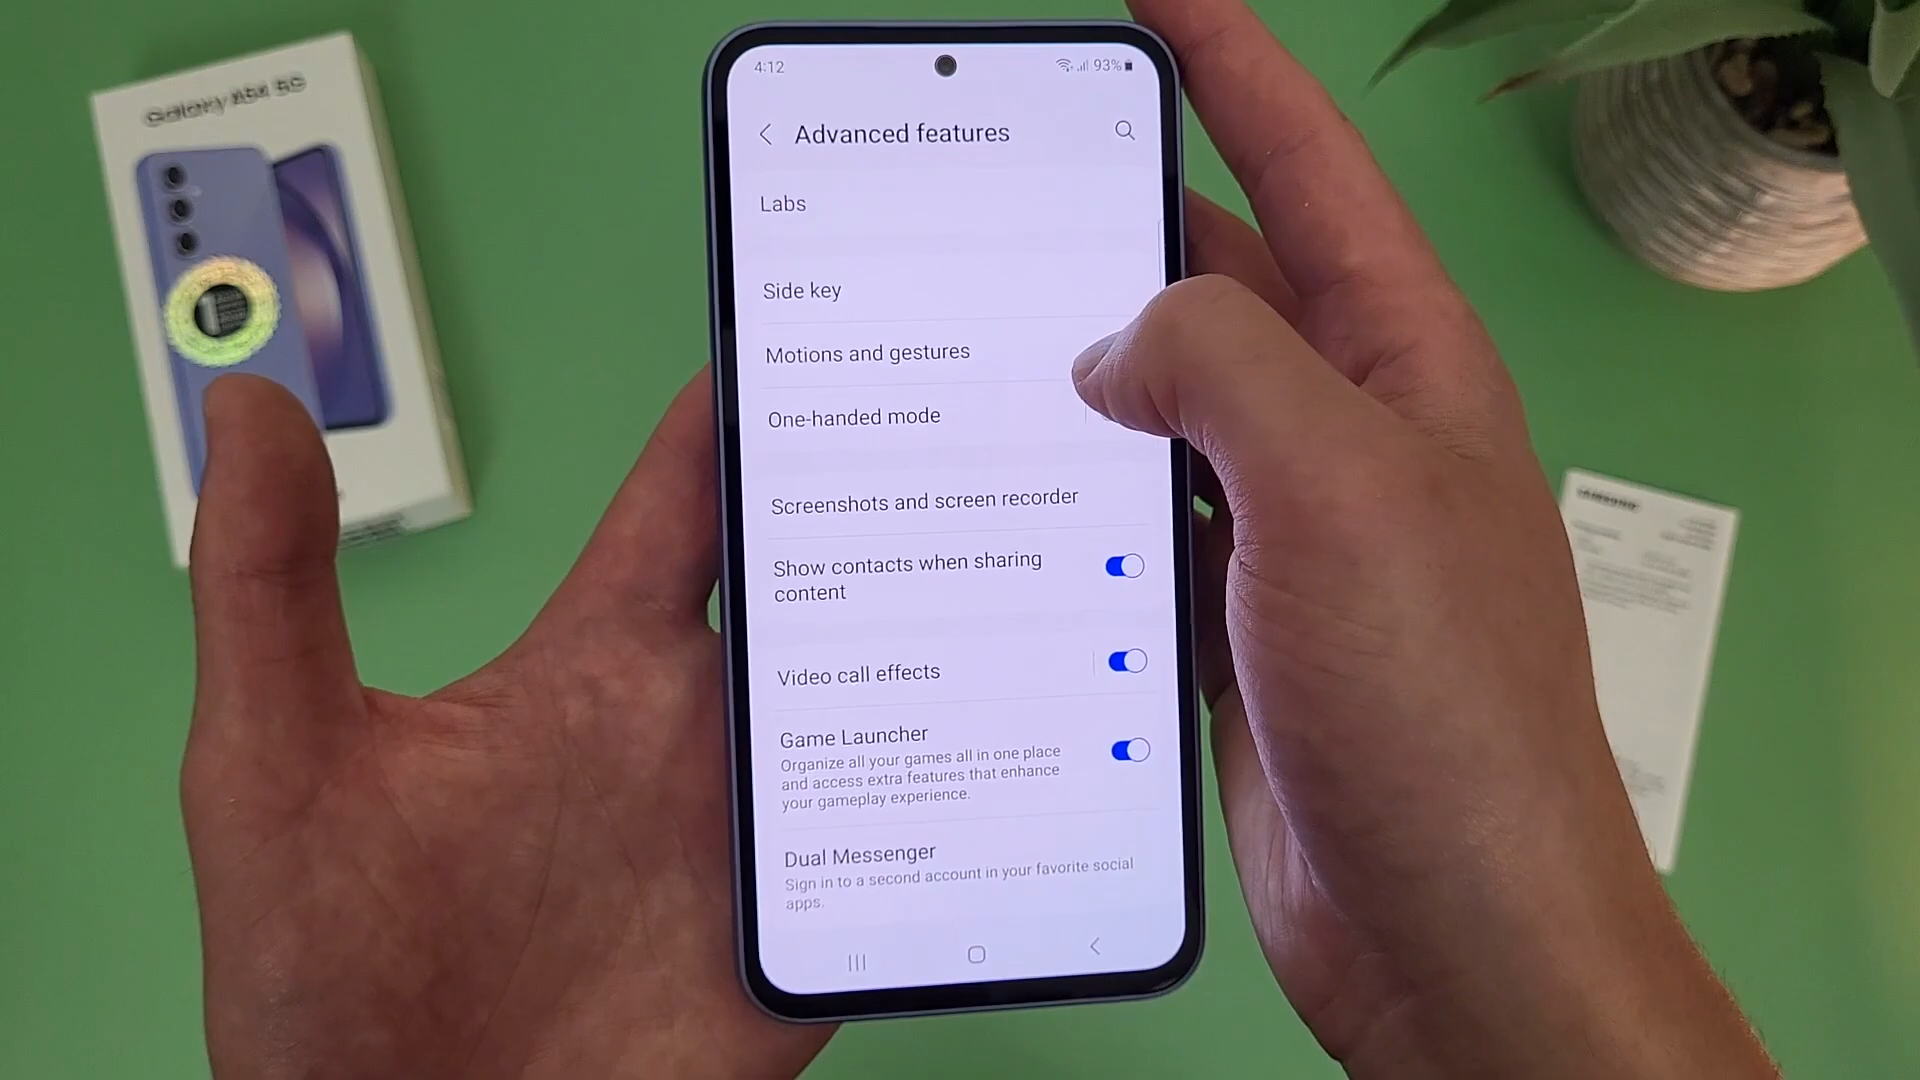 Galaxy A54 5G
4:12
93%
Advanced features
Labs
Side key
Motions and gestures
One-handed mode
Screenshots and screen recorder
Show contacts when sharing
content
Video call effects
Game Launcher
Organize all your games all in one place
and access extra features that enhance
your gameplay experience.
Dual Messenger
Sign in to a second account in your favorite social
apps.
SAMSUNG